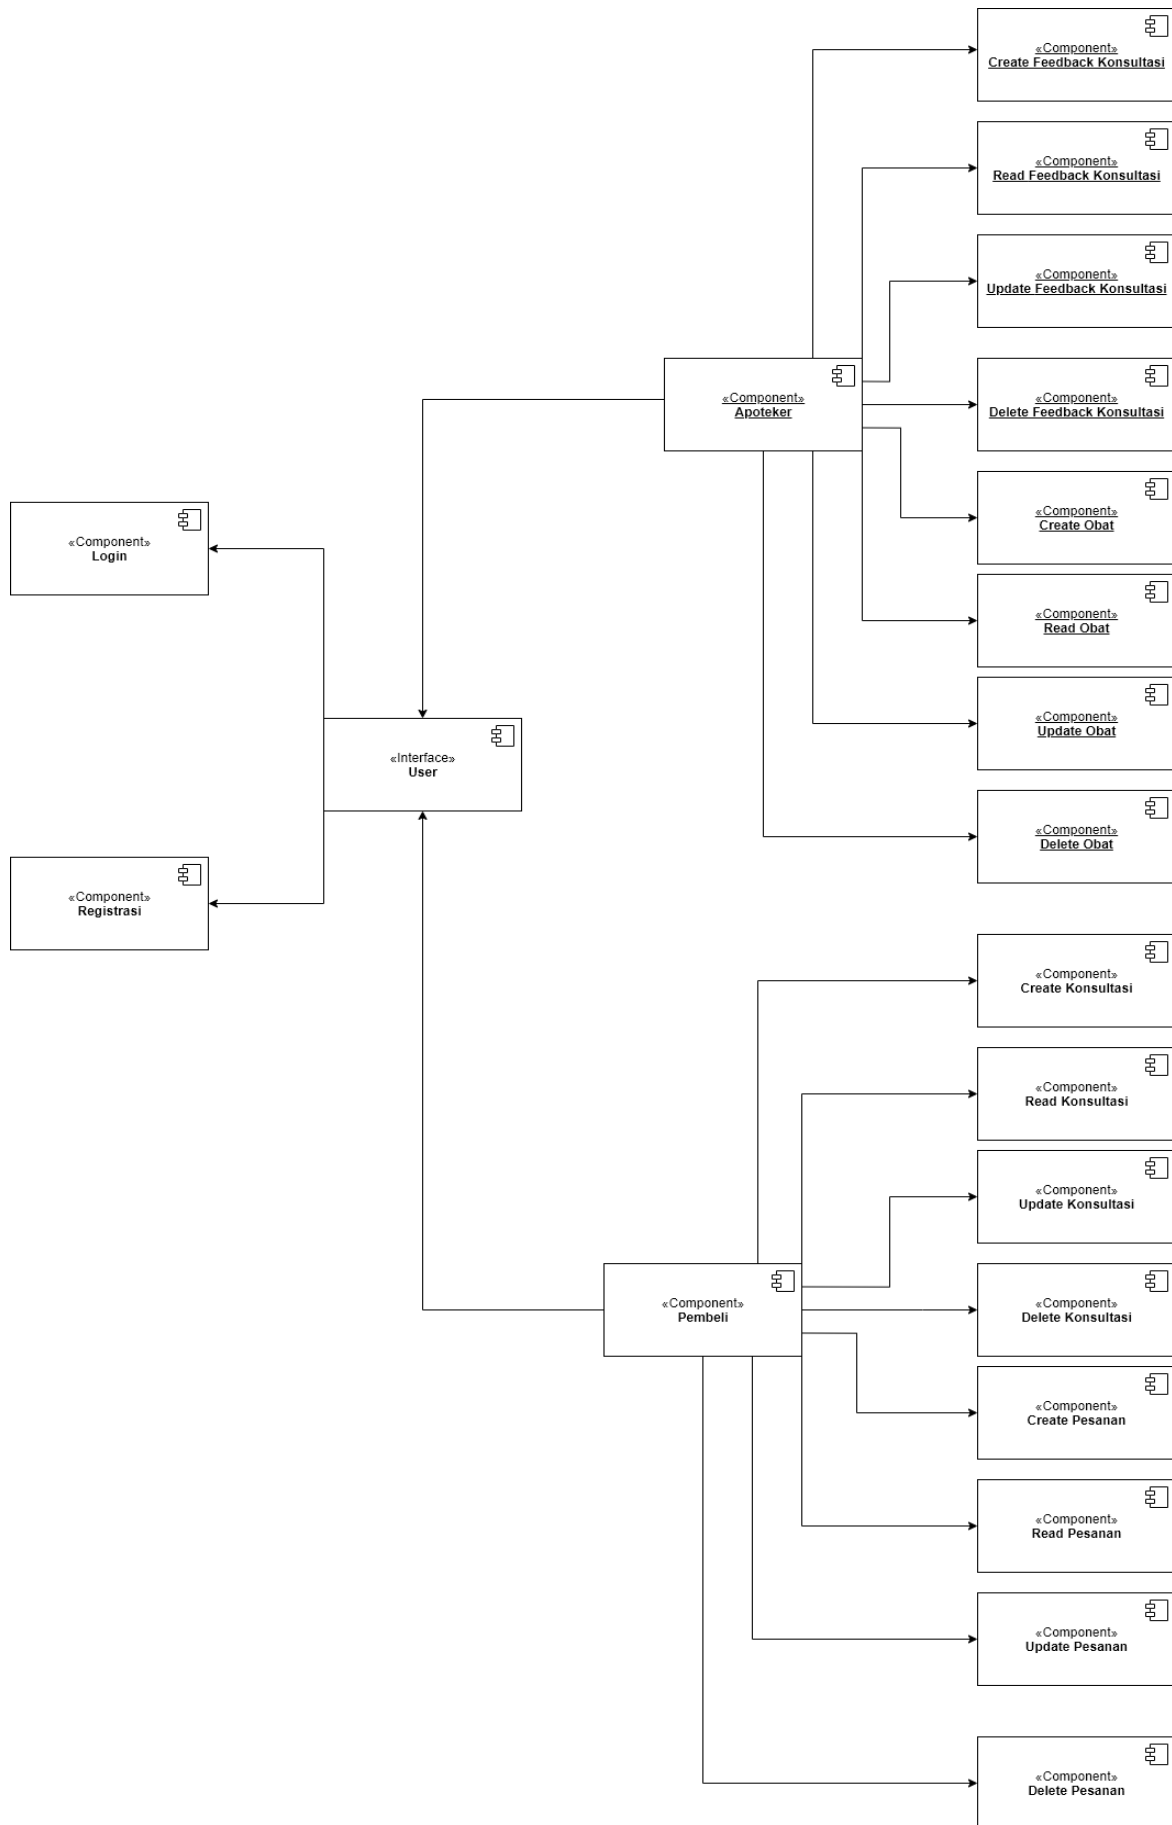 «Component»
Create Feedback Konsultasi
«Component»
Read Feedback Konsultasi
«Component»
Update Feedback Konsultasi
«Component»
Apoteker
«Component»
Delete Feedback Konsultasi
«Component»
Create Obat
«Component»
Login
«Component»
Read Obat
«Component»
Update Obat
«Interface»
User
«Component»
Delete Obat
«Component»
Registrasi
«Component»
Create Konsultasi
«Component»
Read Konsultasi
«Component»
Update Konsultasi
«Component»
Pembeli
«Component»
Delete Konsultasi
«Component»
Create Pesanan
«Component»
Read Pesanan
«Component»
Update Pesanan
«Component»
Delete Pesanan